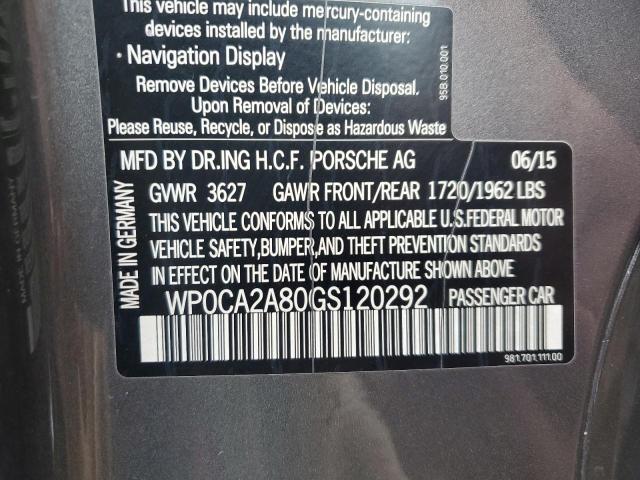 This vehicle may include mercury-containing
devices installed by the manufacturer:
· Navigation Display
Remove Devices Before Vehicle Disposal.
Upon Removal of Devices:
Please Reuse, Recycle, or Dispose as Hazardous Waste
95B.010.001
MFD BY DR.ING H.C.F. PORSCHE AG 06/15
GVWR 3627 GAWR FRONT/REAR 1720/1962 LBS
THIS VEHICLE CONFORMS TO ALL APPLICABLE U.S.FEDERAL MOTOR
VEHICLE SAFETY,BUMPER,AND THEFT PREVENTION STANDARDS
IN EFFECT ON THE DATE OF MANUFACTURE SHOWN ABOVE
WP0CA2A80GS120292 PASSENGER CAR
MADE IN GERMANY
981.701.111.00